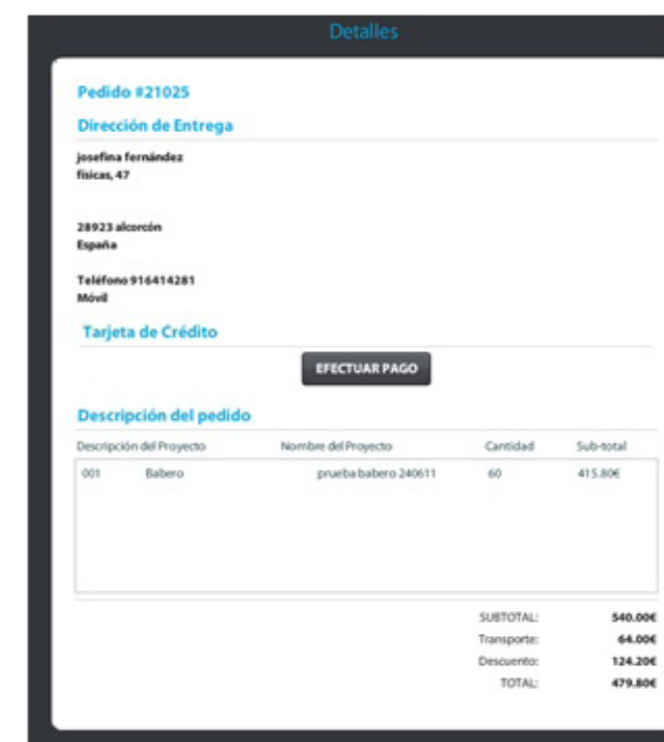 Detalles
Pedido #21025
Dirección de Entrega
josefina fernández
físicas, 47
28923 alcorcón
España
Teléfono 916414281
Móvil
Tarjeta de Crédito
EFECTUAR PAGO
Descripción del pedido
Descripción del Proyecto Nombre del Proyecto Cantidad Sub-total
001 Babero prueba babero 240611 60 415.80€
SUBTOTAL: 540.00€
Transporte: 64.00€
Descuento: 124.20€
TOTAL: 479.80€